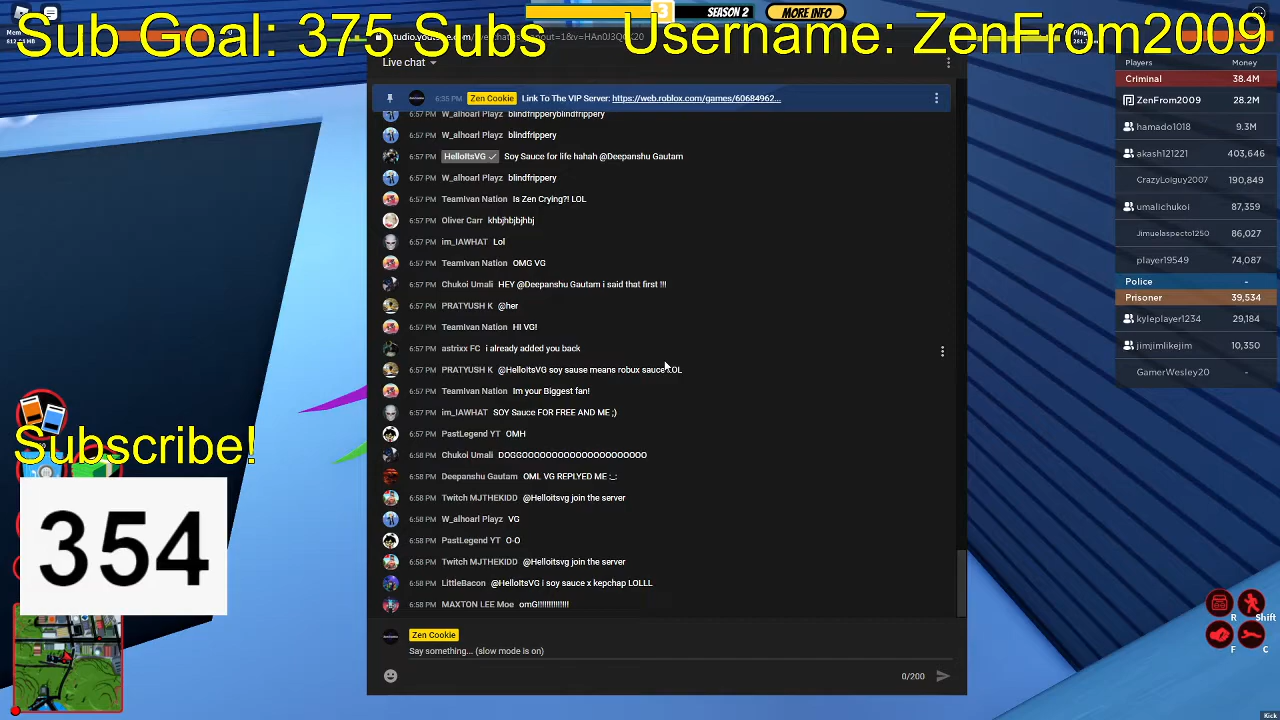 Sub Goal: 375 Subs
Username: ZenFrom2009
3
SEASON 2
MORE INFO
Live chat
6:35 PM Zen Cookie Link To The VIP Server: https://web.roblox.com/games/60684962...
6:57 PM W_alhoarl Playz blindfripperyblindfrippery
6:57 PM W_alhoarl Playz blindfrippery
6:57 PM HelloItsVG Soy Sauce for life hahah @Deepanshu Gautam
6:57 PM W_alhoarl Playz blindfrippery
6:57 PM TeamIvan Nation Is Zen Crying?! LOL
6:57 PM Oliver Carr khbjhbjbjhbj
6:57 PM im_IAWHAT Lol
6:57 PM TeamIvan Nation OMG VG
6:57 PM Chukoi Umali HEY @Deepanshu Gautam i said that first !!!
6:57 PM PRATYUSH K @her
6:57 PM TeamIvan Nation HI VG!
6:57 PM astrixx FC i already added you back
6:57 PM PRATYUSH K @HelloItsVG soy sause means robux sauce LOL
6:57 PM TeamIvan Nation Im your Biggest fan!
6:57 PM im_IAWHAT SOY Sauce FOR FREE AND ME ;)
6:57 PM PastLegend YT OMH
6:58 PM Chukoi Umali DOGGOOOOOOOOOOOOOOOOOOOOOO
6:58 PM Deepanshu Gautam OML VG REPLYED ME :_:
6:58 PM Twitch MJTHEKIDD @HelloItsvg join the server
6:58 PM W_alhoarl Playz VG
6:58 PM PastLegend YT O-O
6:58 PM Twitch MJTHEKIDD @HelloItsvg join the server
6:58 PM LittleBacon @HelloItsVG i soy sauce x kepchap LOLLL
6:58 PM MAXTON LEE Moe omG!!!!!!!!!!!!!!
Zen Cookie
Say something... (slow mode is on)
0/200
Subscribe!
354
Players Money
Criminal 38.4M
ZenFrom2009 28.2M
hamado1018 9.3M
akash121221 403,646
CrazyLoiguy2007 190,849
umalichukoi 87,359
Jimuelaspecto1250 86,027
player19549 74,087
Police -
Prisoner 39,534
kyleplayer1234 29,184
jimjimlikejim 10,350
GamerWesley20 -
R
Shift
F
C
Kick